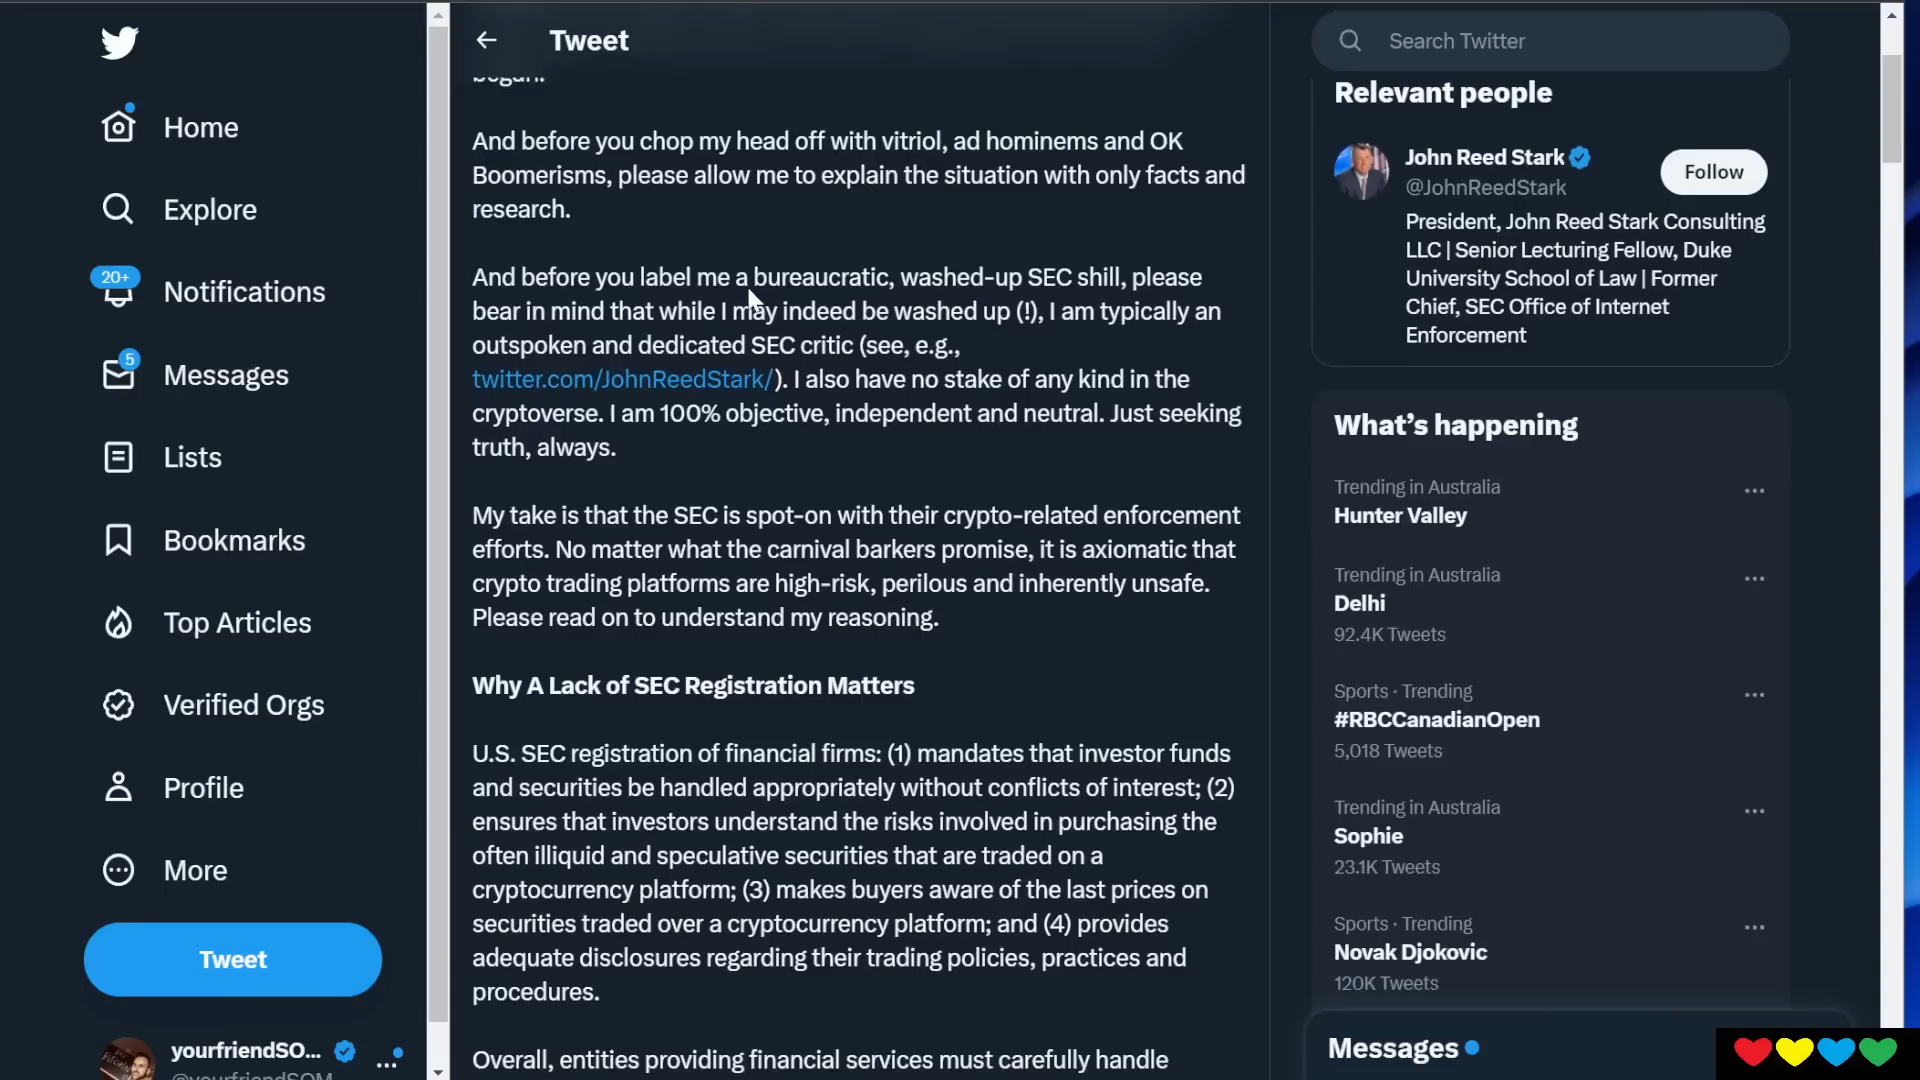 Home
Explore
20+
Notifications
5
Messages
Lists
Bookmarks
Top Articles
Verified Orgs
Profile
More
Tweet
yourfriendSO...
@yourfriendSOM
Tweet
began.
And before you chop my head off with vitriol, ad hominems and OK
Boomerisms, please allow me to explain the situation with only facts and
research.
And before you label me a bureaucratic, washed-up SEC shill, please
bear in mind that while I may indeed be washed up (!), I am typically an
outspoken and dedicated SEC critic (see, e.g.,
twitter.com/JohnReedStark/). I also have no stake of any kind in the
cryptoverse. I am 100% objective, independent and neutral. Just seeking
truth, always.
My take is that the SEC is spot-on with their crypto-related enforcement
efforts. No matter what the carnival barkers promise, it is axiomatic that
crypto trading platforms are high-risk, perilous and inherently unsafe.
Please read on to understand my reasoning.
Why A Lack of SEC Registration Matters
U.S. SEC registration of financial firms: (1) mandates that investor funds
and securities be handled appropriately without conflicts of interest; (2)
ensures that investors understand the risks involved in purchasing the
often illiquid and speculative securities that are traded on a
cryptocurrency platform; (3) makes buyers aware of the last prices on
securities traded over a cryptocurrency platform; and (4) provides
adequate disclosures regarding their trading policies, practices and
procedures.
Overall, entities providing financial services must carefully handle
Search Twitter
Relevant people
John Reed Stark
@JohnReedStark
Follow
President, John Reed Stark Consulting
LLC | Senior Lecturing Fellow, Duke
University School of Law | Former
Chief, SEC Office of Internet
Enforcement
What's happening
Trending in Australia
Hunter Valley
Trending in Australia
Delhi
92.4K Tweets
Sports · Trending
#RBCCanadianOpen
5,018 Tweets
Trending in Australia
Sophie
23.1K Tweets
Sports · Trending
Novak Djokovic
120K Tweets
Messages